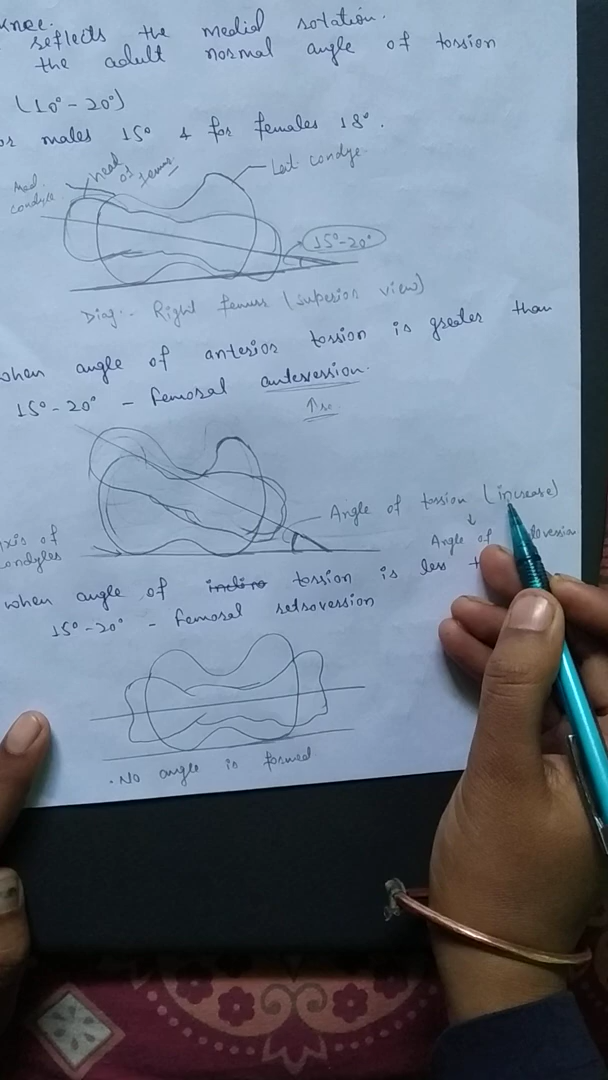 knee.
reflects the medial rotation.
the adult normal angle of torsion
(10°-20°)
males 15° & for females 18°.
Med. condyle
head of femur
Lat. condyle
15°-20°
Diag:- Right femur (superior view)
when angle of anterior torsion is greater than
15°-20° - femoral anteversion.
Angle of torsion (increase)
↓
Angle of
axis of
condyles
when angle of torsion is less
15°-20° - femoral retroversion
. No angle is formed